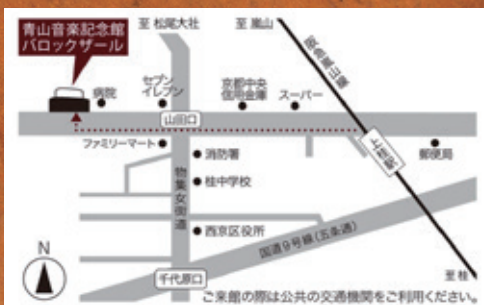 至 松尾大社
至 嵐山
青山音楽記念館
バロックザール
阪急嵐山線
病院
セブン
イレブン
京都中央
信用金庫
スーパー
山田口
上桂駅
ファミリーマート
消防署
郵便局
物集女街道
桂中学校
西京区役所
国道9号線(五条通)
N
千代原口
至 桂
ご来館の際は公共の交通機関をご利用ください。